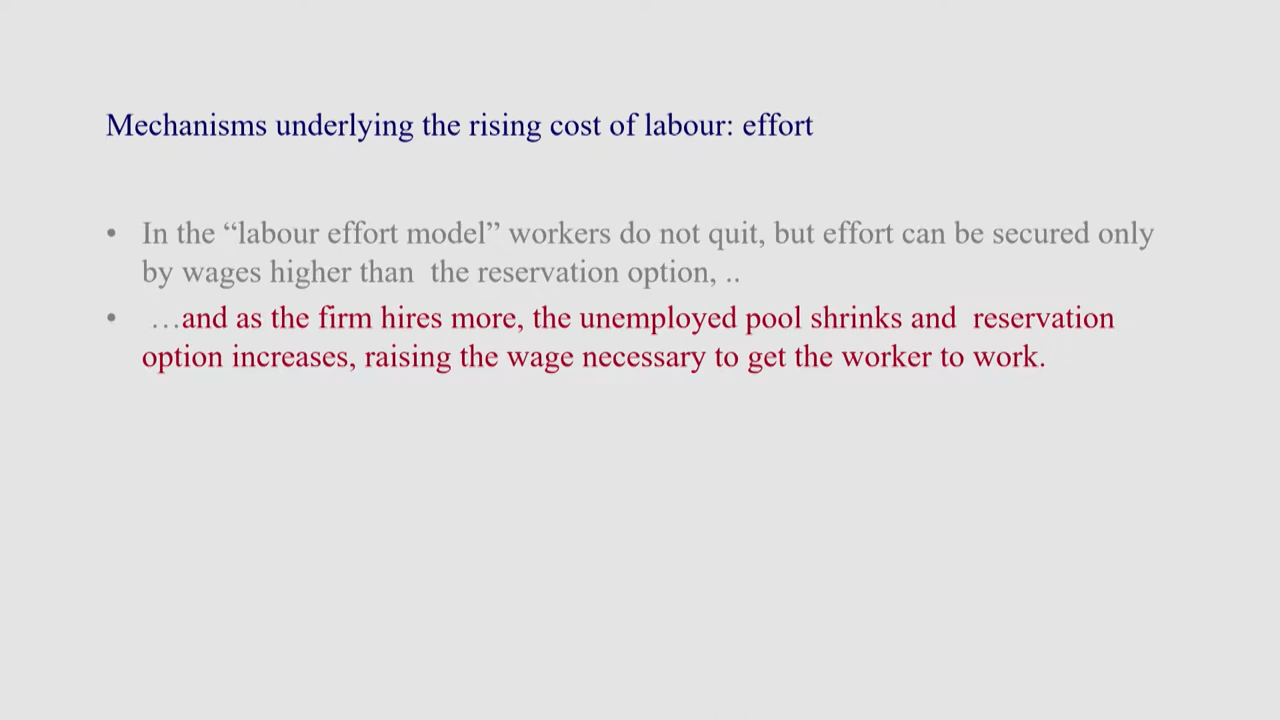 Mechanisms underlying the rising cost of labour: effort
• In the “labour effort model” workers do not quit, but effort can be secured only
by wages higher than  the reservation option, ..
• …and as the firm hires more, the unemployed pool shrinks and  reservation
option increases, raising the wage necessary to get the worker to work.